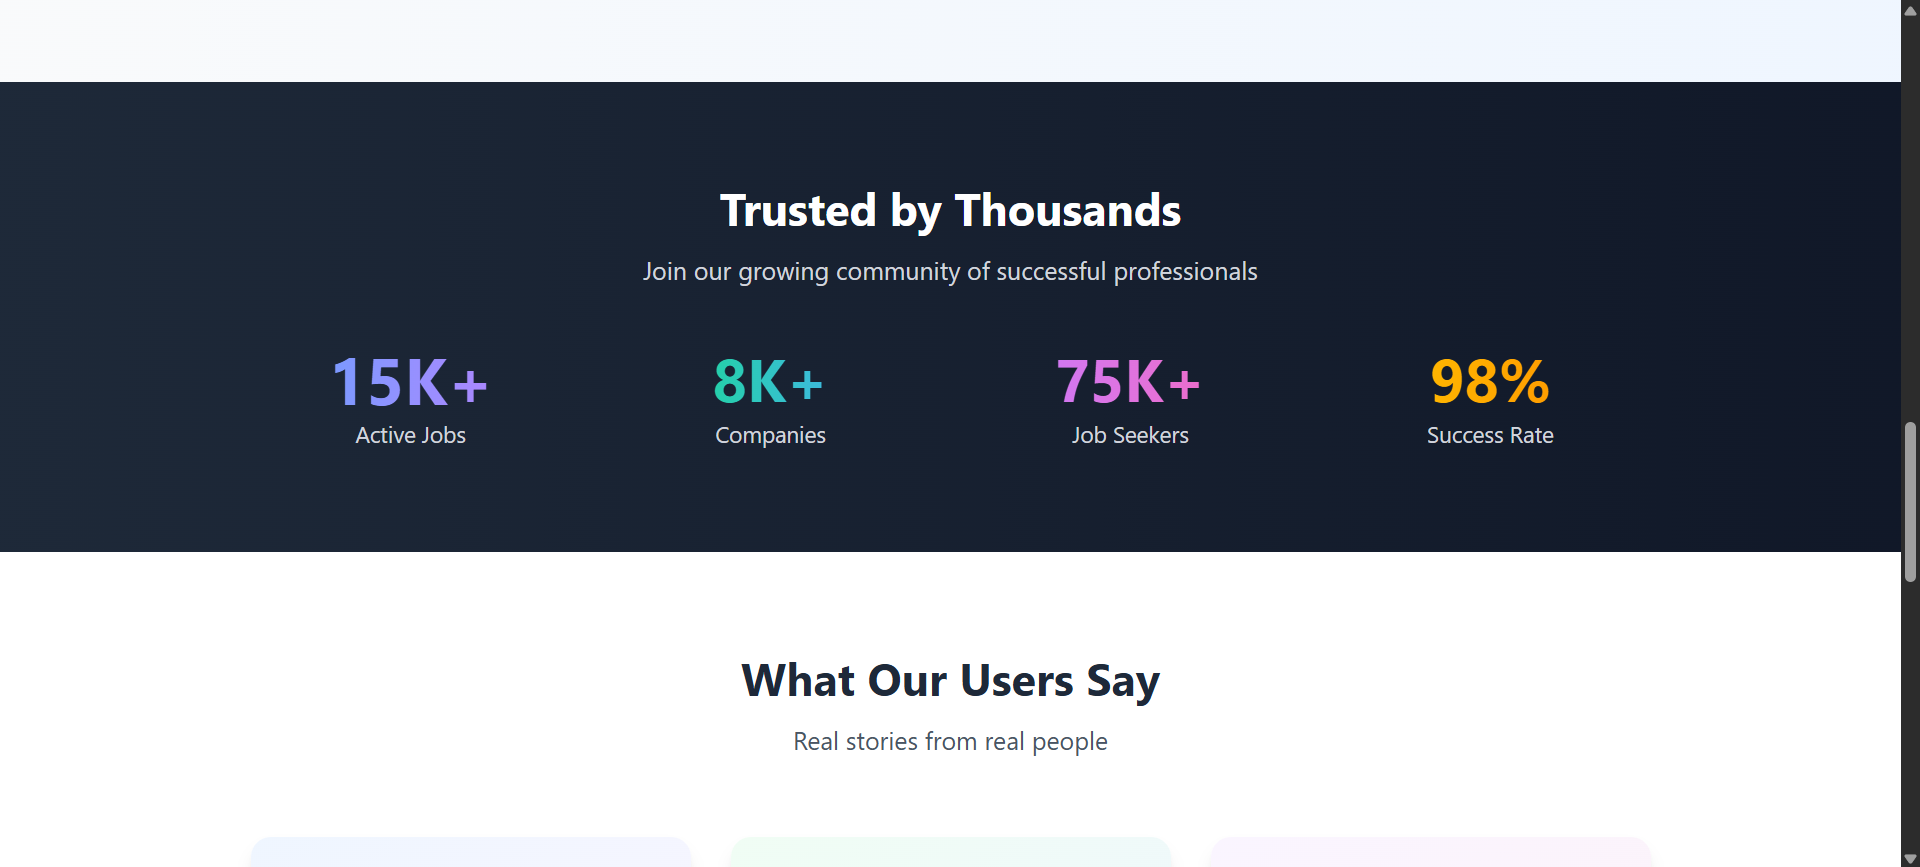 Trusted by Thousands
Join our growing community of successful professionals
15K+
Active Jobs
8K+
Companies
75K+
Job Seekers
98%
Success Rate
What Our Users Say
Real stories from real people